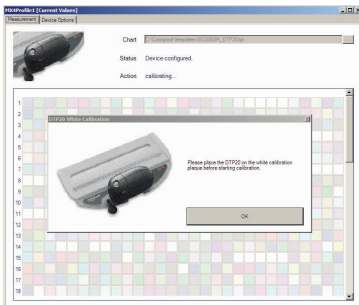 MX4Profile1 [Current Values]
Measurement Device Options
Chart
Status Device configured.
Action calibrating...
DTP20 White Calibration
Please place the DTP20 on the white calibration
plaque before starting calibration.
OK
1
2
3
4
5
6
7
8
9
10
11
12
13
14
15
16
17
18